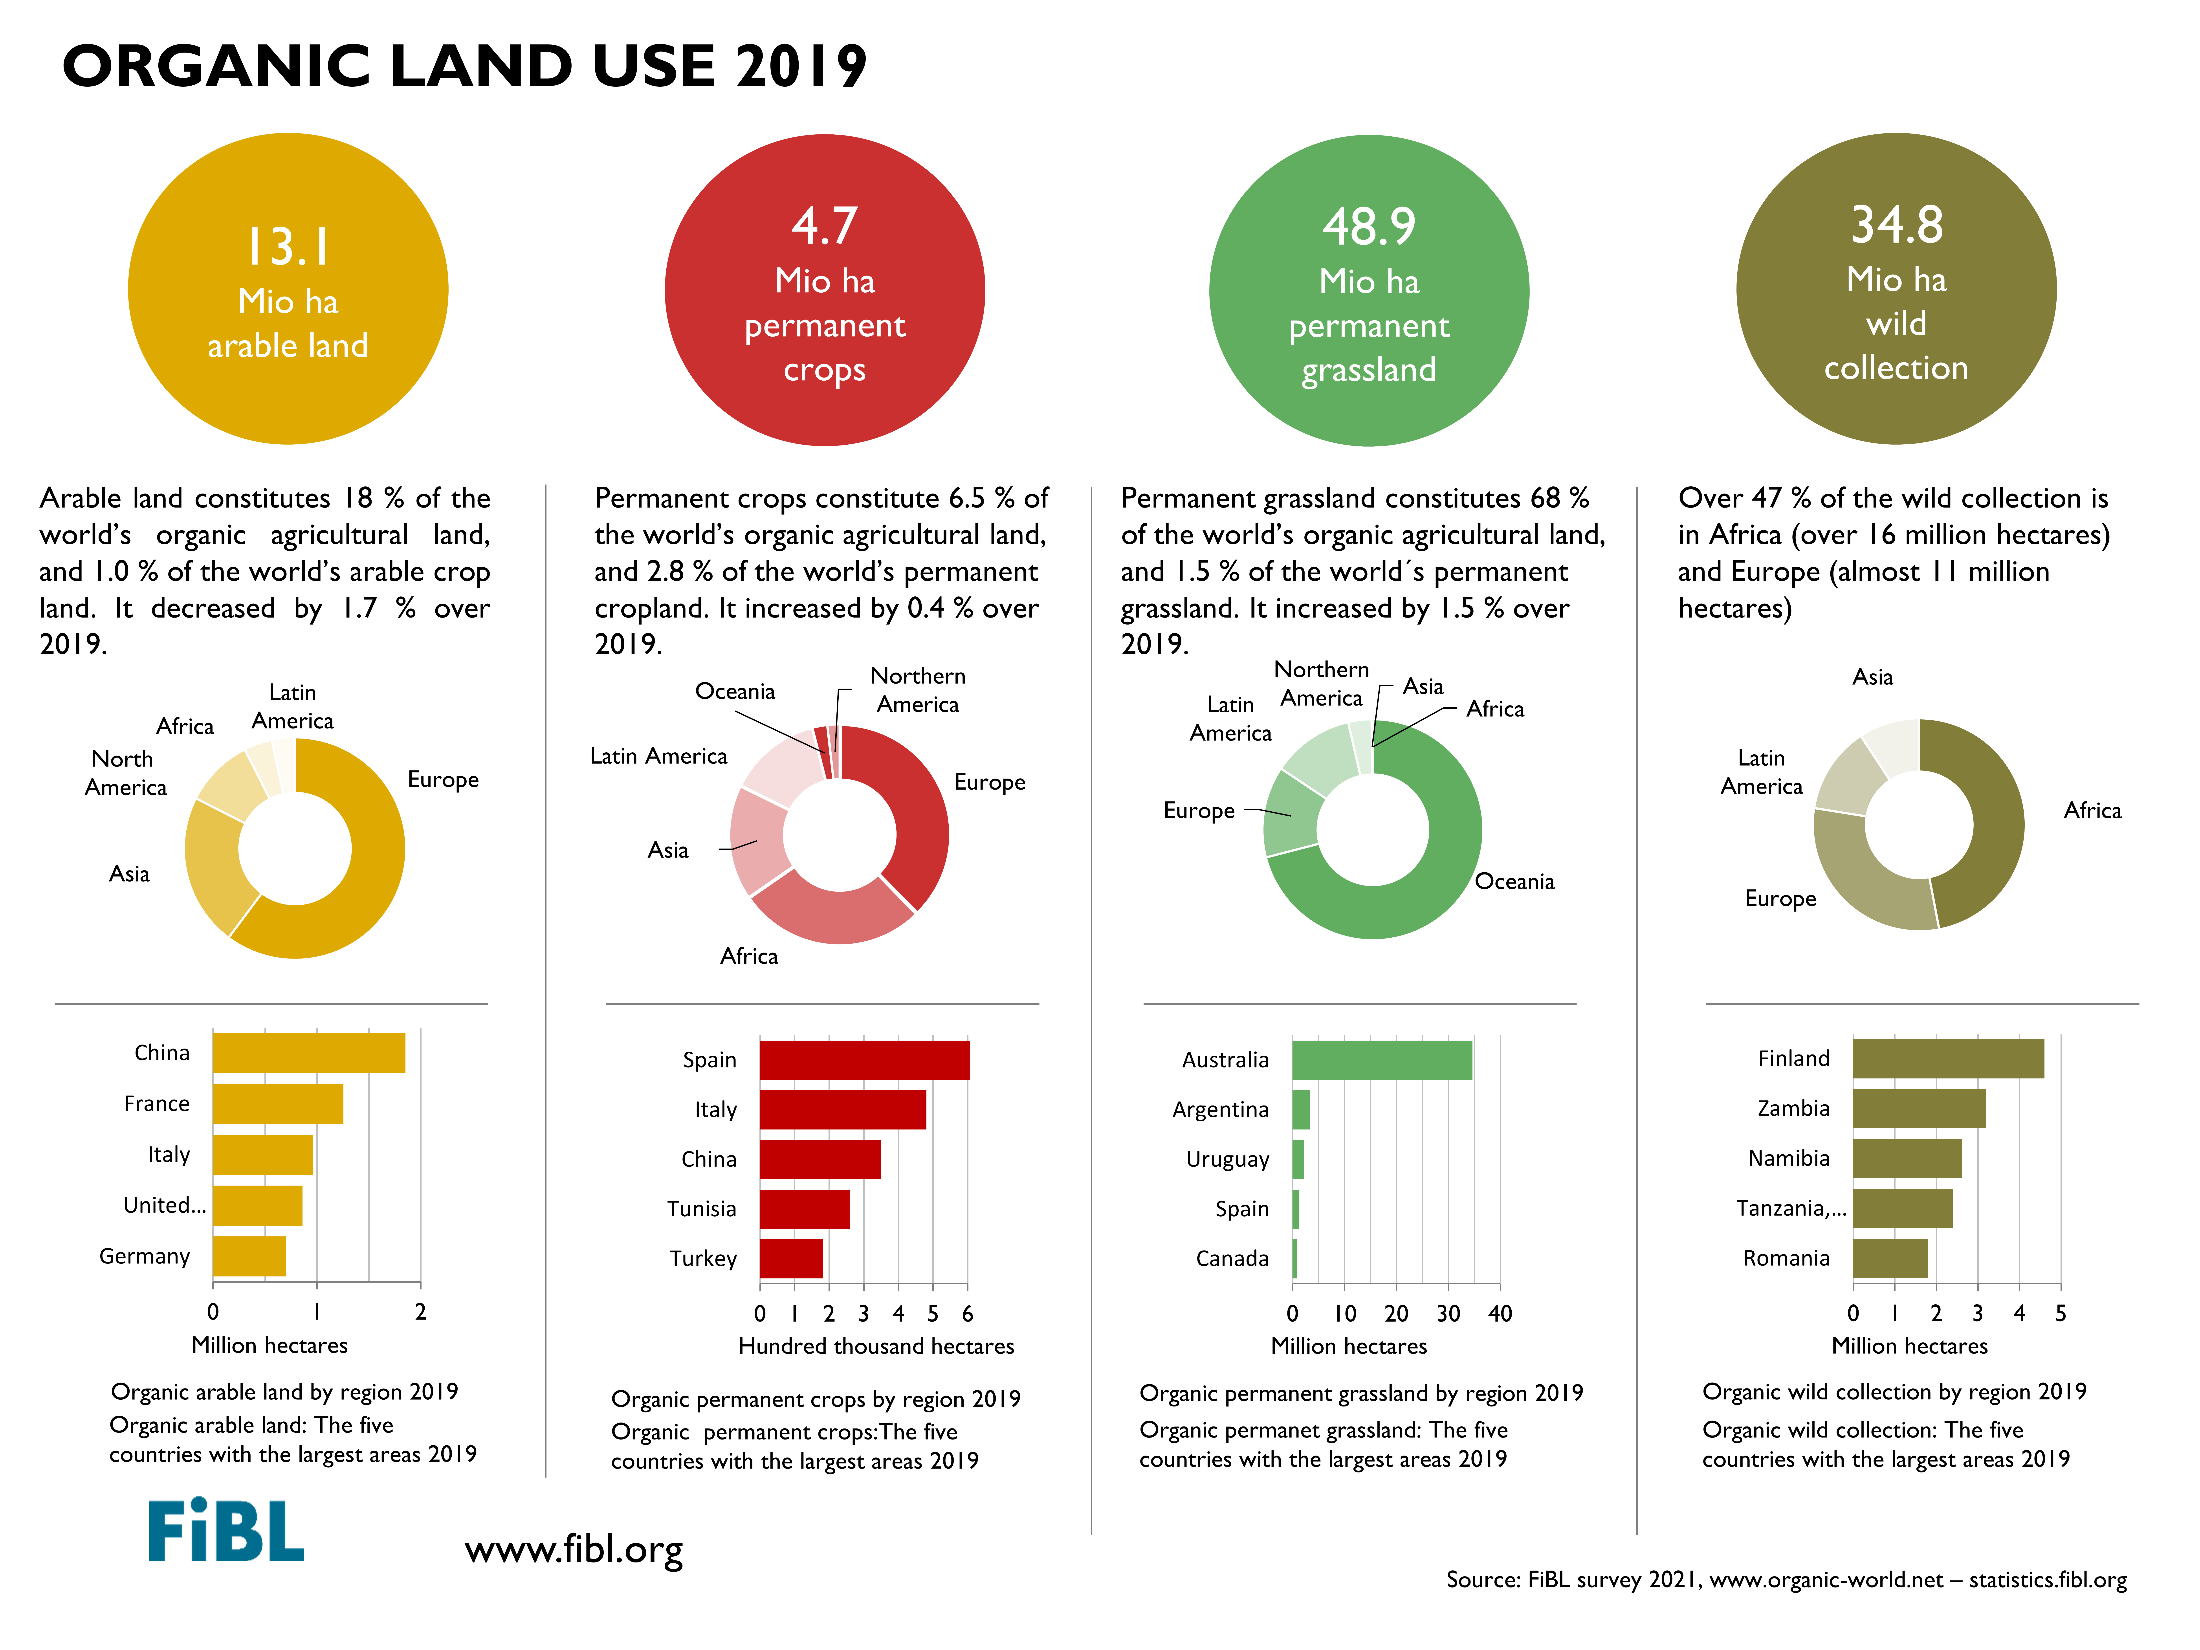 ORGANIC LAND USE 2019
13.1
Mio ha
arable land
4.7
Mio ha
permanent
crops
48.9
Mio ha
permanent
grassland
34.8
Mio ha
wild
collection
Arable land constitutes 18 % of the
world’s organic agricultural land,
and 1.0 % of the world’s arable crop
land. It decreased by 1.7 % over
2019.
Permanent crops constitute 6.5 % of
the world’s organic agricultural land,
and 2.8 % of the world’s permanent
cropland. It increased by 0.4 % over
2019.
Permanent grassland constitutes 68 %
of the world’s organic agricultural land,
and 1.5 % of the world´s permanent
grassland. It increased by 1.5 % over
2019.
Over 47 % of the wild collection is
in Africa (over 16 million hectares)
and Europe (almost 11 million
hectares)
Latin
America
Africa
North
America
Europe
Asia
Northern
America
Oceania
Latin America
Europe
Asia
Africa
Northern
America
Asia
Latin
America
Africa
Europe
Oceania
Asia
Latin
America
Africa
Europe
China
France
Italy
United...
Germany
0 1 2
Million hectares
Spain
Italy
China
Tunisia
Turkey
0 1 2 3 4 5 6
Hundred thousand hectares
Australia
Argentina
Uruguay
Spain
Canada
0 10 20 30 40
Million hectares
Finland
Zambia
Namibia
Tanzania,...
Romania
0 1 2 3 4 5
Million hectares
Organic arable land by region 2019
Organic arable land: The five
countries with the largest areas 2019
Organic permanent crops by region 2019
Organic permanent crops:The five
countries with the largest areas 2019
Organic permanent grassland by region 2019
Organic permanet grassland: The five
countries with the largest areas 2019
Organic wild collection by region 2019
Organic wild collection: The five
countries with the largest areas 2019
FiBL
www.fibl.org
Source: FiBL survey 2021, www.organic-world.net – statistics.fibl.org